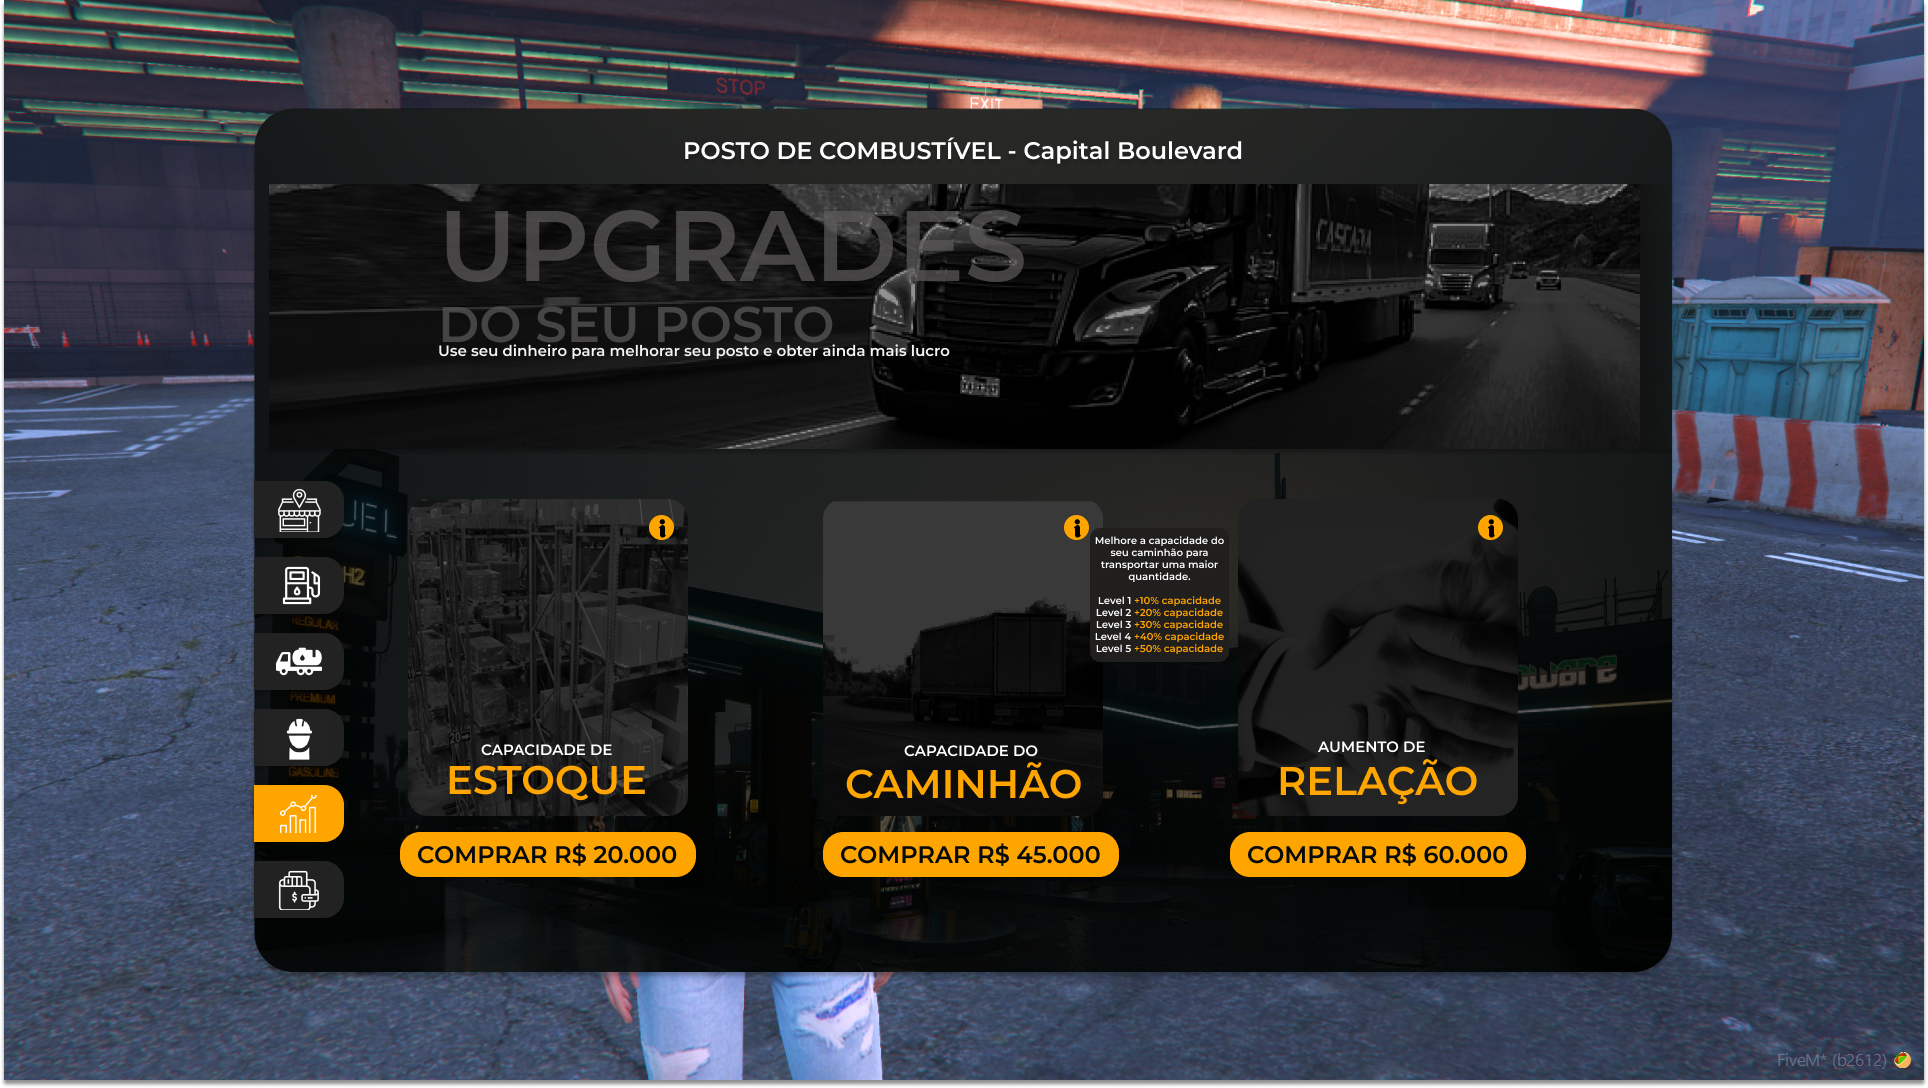 STOP
EXIT
POSTO DE COMBUSTÍVEL - Capital Boulevard
UPGRADES
DO SEU POSTO
Use seu dinheiro para melhorar seu posto e obter ainda mais lucro
CASCADIA
UEL
H2
REGULAR
PREMIUM
GASOLINE
CAPACIDADE DE
ESTOQUE
COMPRAR R$ 20.000
CAPACIDADE DO
CAMINHÃO
COMPRAR R$ 45.000
Melhore a capacidade do
seu caminhão para
transportar uma maior
quantidade.
Level 1 +10% capacidade
Level 2 +20% capacidade
Level 3 +30% capacidade
Level 4 +40% capacidade
Level 5 +50% capacidade
AUMENTO DE
RELAÇÃO
COMPRAR R$ 60.000
FiveM* (b2612)